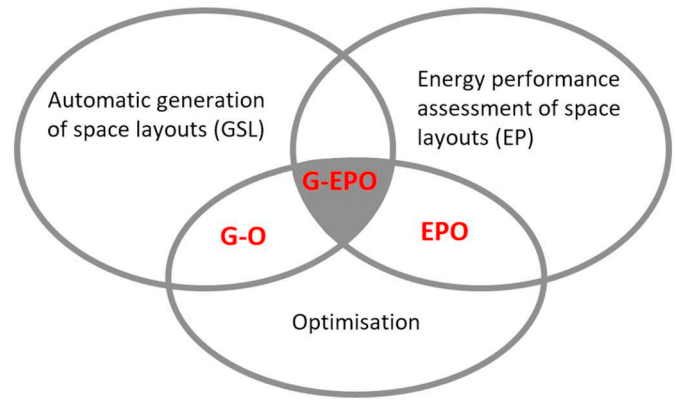 Automatic generation
of space layouts (GSL)
Energy performance
assessment of space
layouts (EP)
G-EPO
G-O
EPO
Optimisation